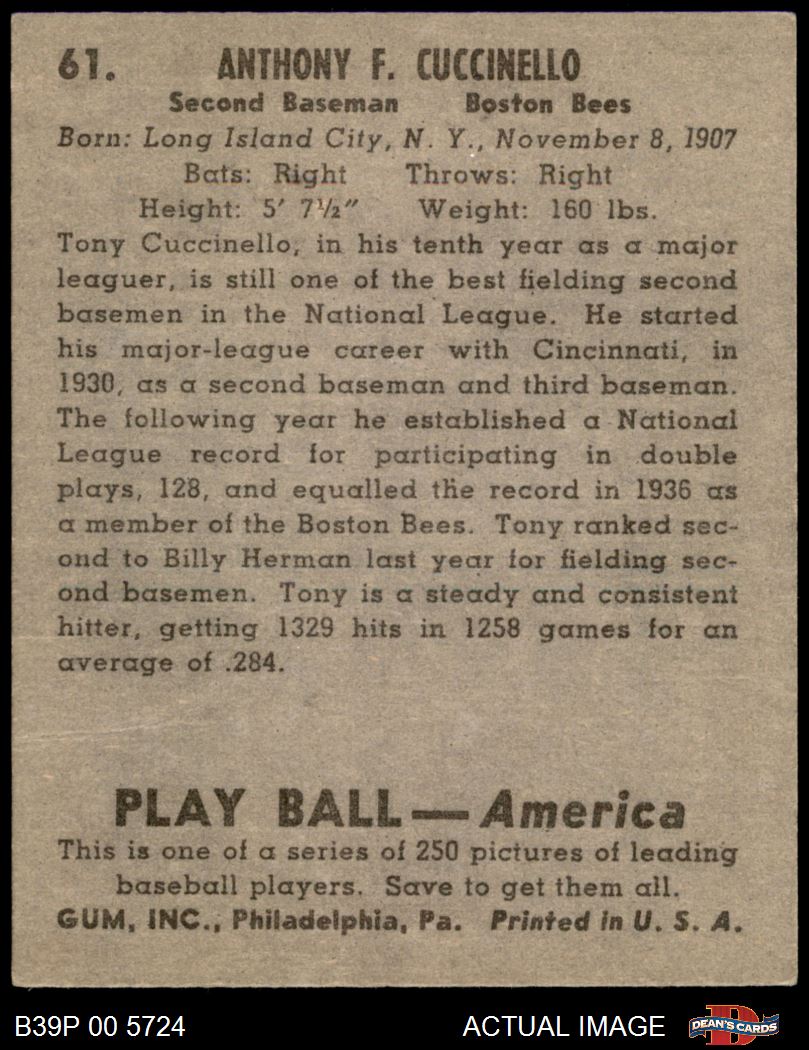 61. ANTHONY F. CUCCINELLO
Second Baseman Boston Bees
Born: Long Island City, N. Y., November 8, 1907
Bats: Right Throws: Right
Height: 5′ 7½″ Weight: 160 lbs.
Tony Cuccinello, in his tenth year as a major
leaguer, is still one of the best fielding second
basemen in the National League. He started
his major-league career with Cincinnati, in
1930, as a second baseman and third baseman.
The following year he established a National
League record for participating in double
plays, 128, and equalled the record in 1936 as
a member of the Boston Bees. Tony ranked sec-
ond to Billy Herman last year for fielding sec-
ond basemen. Tony is a steady and consistent
hitter, getting 1329 hits in 1258 games for an
average of .284.
PLAY BALL—America
This is one of a series of 250 pictures of leading
baseball players. Save to get them all.
GUM, INC., Philadelphia, Pa. Printed in U. S. A.
B39P 00 5724 ACTUAL IMAGE D DEAN'S CARDS